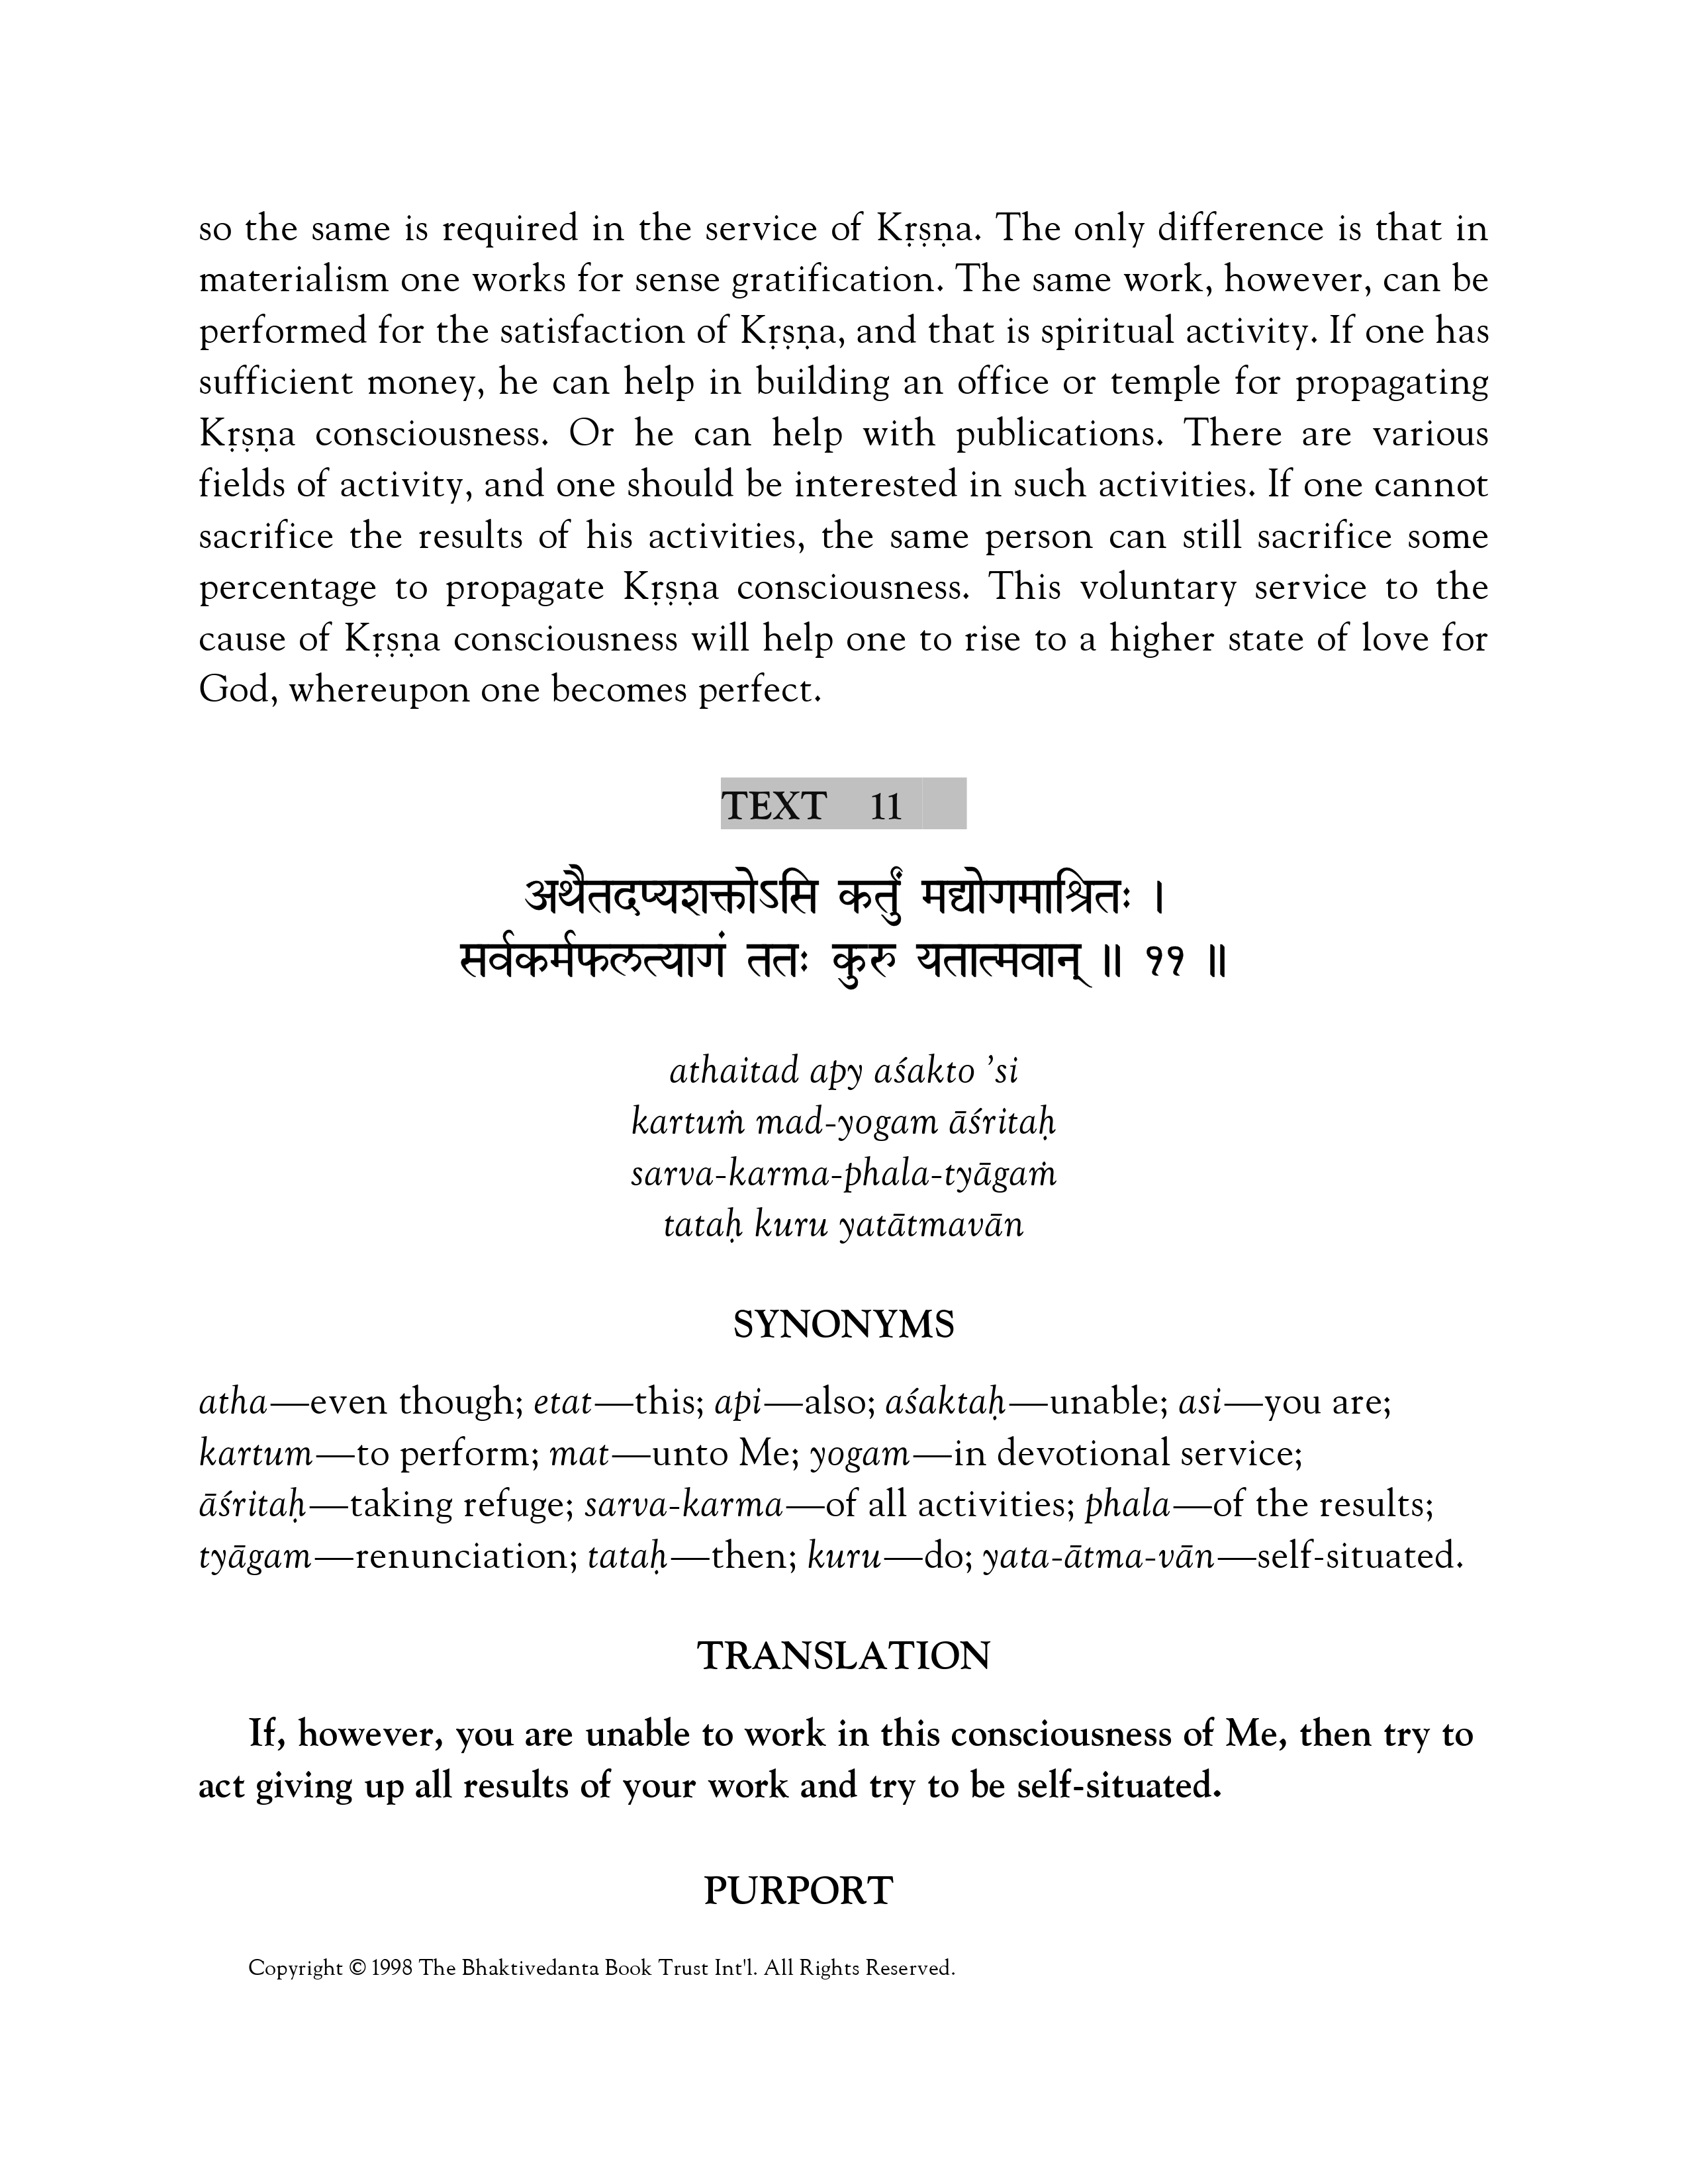 so the same is required in the service of Kṛṣṇa. The only difference is that in
materialism one works for sense gratification. The same work, however, can be
performed for the satisfaction of Kṛṣṇa, and that is spiritual activity. If one has
sufficient money, he can help in building an office or temple for propagating
Kṛṣṇa consciousness. Or he can help with publications. There are various
fields of activity, and one should be interested in such activities. If one cannot
sacrifice the results of his activities, the same person can still sacrifice some
percentage to propagate Kṛṣṇa consciousness. This voluntary service to the
cause of Kṛṣṇa consciousness will help one to rise to a higher state of love for
God, whereupon one becomes perfect.
TEXT 11
अथैतदप्यशक्तोऽसि कर्तुं मद्योगमाश्रितः ।
सर्वकर्मफलत्यागं ततः कुरु यतात्मवान् ॥ ११ ॥
athaitad apy aśakto ’si
kartuṁ mad-yogam āśritaḥ
sarva-karma-phala-tyāgaṁ
tataḥ kuru yatātmavān
SYNONYMS
atha—even though; etat—this; api—also; aśaktaḥ—unable; asi—you are;
kartum—to perform; mat—unto Me; yogam—in devotional service;
āśritaḥ—taking refuge; sarva-karma—of all activities; phala—of the results;
tyāgam—renunciation; tataḥ—then; kuru—do; yata-ātma-vān—self-situated.
TRANSLATION
If, however, you are unable to work in this consciousness of Me, then try to
act giving up all results of your work and try to be self-situated.
PURPORT
Copyright © 1998 The Bhaktivedanta Book Trust Int'l. All Rights Reserved.